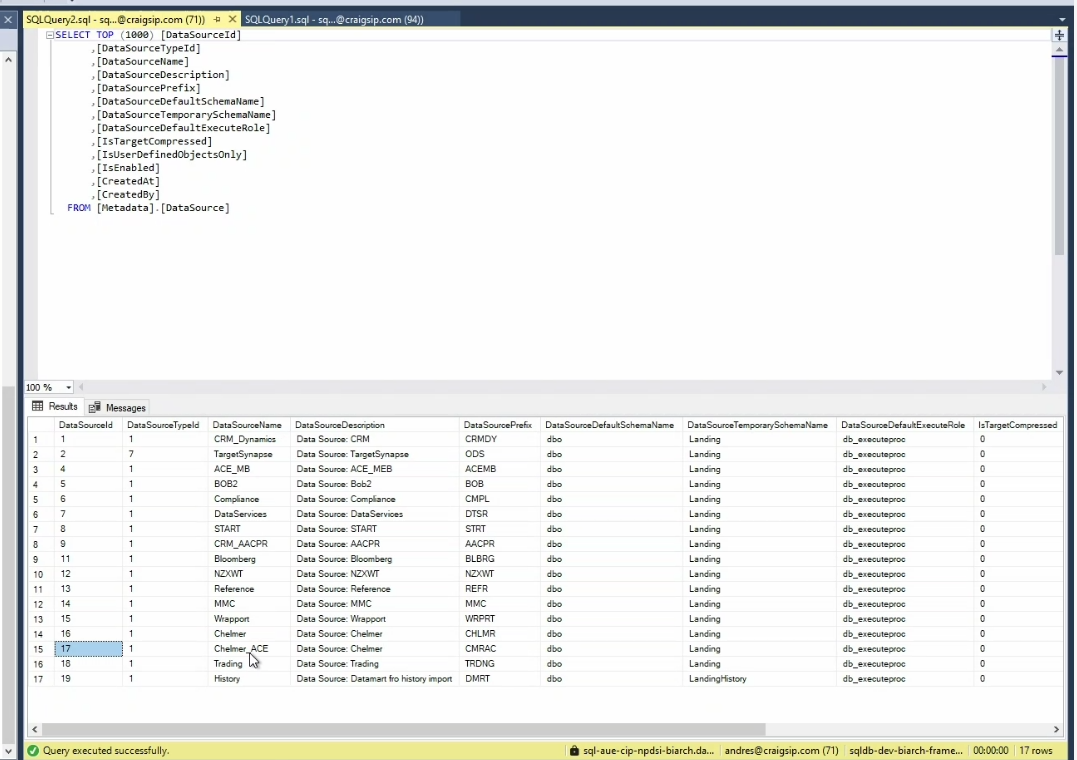 SQLQuery2.sql - sq...@craigsip.com (71)) SQLQuery1.sql - sq...@craigsip.com (94))
SELECT TOP (1000) [DataSourceId]
,[DataSourceTypeId]
,[DataSourceName]
,[DataSourceDescription]
,[DataSourcePrefix]
,[DataSourceDefaultSchemaName]
,[DataSourceTemporarySchemaName]
,[DataSourceDefaultExecuteRole]
,[IsTargetCompressed]
,[IsUserDefinedObjectsOnly]
,[IsEnabled]
,[CreatedAt]
,[CreatedBy]
FROM [Metadata].[DataSource]
100 %
Results Messages
DataSourceId DataSourceTypeId DataSourceName DataSourceDescription DataSourcePrefix DataSourceDefaultSchemaName DataSourceTemporarySchemaName DataSourceDefaultExecuteRole IsTargetCompressed
1 1 1 CRM_Dynamics Data Source: CRM CRMDY dbo Landing db_executeproc 0
2 2 7 TargetSynapse Data Source: TargetSynapse ODS dbo Landing db_executeproc 0
3 4 1 ACE_MB Data Source: ACE_MEB ACEMB dbo Landing db_executeproc 0
4 5 1 BOB2 Data Source: Bob2 BOB dbo Landing db_executeproc 0
5 6 1 Compliance Data Source: Compliance CMPL dbo Landing db_executeproc 0
6 7 1 DataServices Data Source: DataServices DTSR dbo Landing db_executeproc 0
7 8 1 START Data Source: START STRT dbo Landing db_executeproc 0
8 9 1 CRM_AACPR Data Source: AACPR AACPR dbo Landing db_executeproc 0
9 11 1 Bloomberg Data Source: Bloomberg BLBRG dbo Landing db_executeproc 0
10 12 1 NZXWT Data Source: NZXWT NZXWT dbo Landing db_executeproc 0
11 13 1 Reference Data Source: Reference REFR dbo Landing db_executeproc 0
12 14 1 MMC Data Source: MMC MMC dbo Landing db_executeproc 0
13 15 1 Wrapport Data Source: Wrapport WRPRT dbo Landing db_executeproc 0
14 16 1 Chelmer Data Source: Chelmer CHLMR dbo Landing db_executeproc 0
15 17 1 Chelmer_ACE Data Source: Chelmer CMRAC dbo Landing db_executeproc 0
16 18 1 Trading Data Source: Trading TRDNG dbo Landing db_executeproc 0
17 19 1 History Data Source: Datamart fro history import DMRT dbo LandingHistory db_executeproc 0
Query executed successfully. sql-aue-cip-npdsi-biarch.da... andres@craigsip.com (71) sqldb-dev-biarch-frame... 00:00:00 17 rows